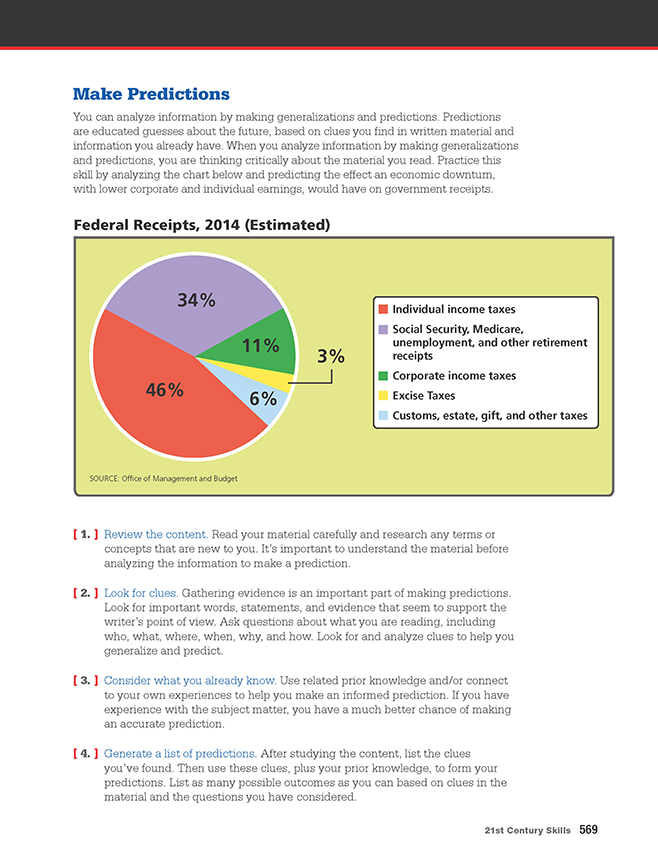 Make Predictions
You can analyze information by making generalizations and predictions. Predictions
are educated guesses about the future, based on clues you find in written material and
information you already have. When you analyze information by making generalizations
and predictions, you are thinking critically about the material you read. Practice this
skill by analyzing the chart below and predicting the effect an economic downturn,
with lower corporate and individual earnings, would have on government receipts.
Federal Receipts, 2014 (Estimated)
34%
11%
3%
46%
6%
Individual income taxes
Social Security, Medicare,
unemployment, and other retirement
receipts
Corporate income taxes
Excise Taxes
Customs, estate, gift, and other taxes
SOURCE: Office of Management and Budget
[ 1. ] Review the content. Read your material carefully and research any terms or
concepts that are new to you. It's important to understand the material before
analyzing the information to make a prediction.
[ 2. ] Look for clues. Gathering evidence is an important part of making predictions.
Look for important words, statements, and evidence that seem to support the
writer's point of view. Ask questions about what you are reading, including
who, what, where, when, why, and how. Look for and analyze clues to help you
generalize and predict.
[ 3. ] Consider what you already know. Use related prior knowledge and/or connect
to your own experiences to help you make an informed prediction. If you have
experience with the subject matter, you have a much better chance of making
an accurate prediction.
[ 4. ] Generate a list of predictions. After studying the content, list the clues
you've found. Then use these clues, plus your prior knowledge, to form your
predictions. List as many possible outcomes as you can based on clues in the
material and the questions you have considered.
21st Century Skills 569